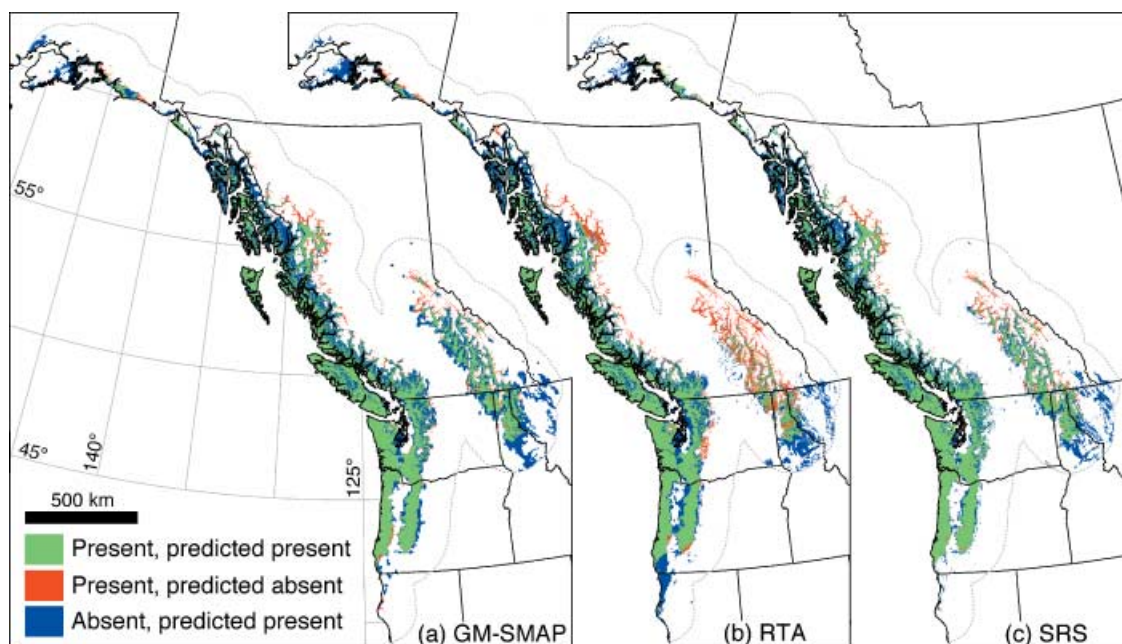 55°
45°
140°
125°
500 km
Present, predicted present
Present, predicted absent
Absent, predicted present
(a) GM-SMAP
(b) RTA
(c) SRS